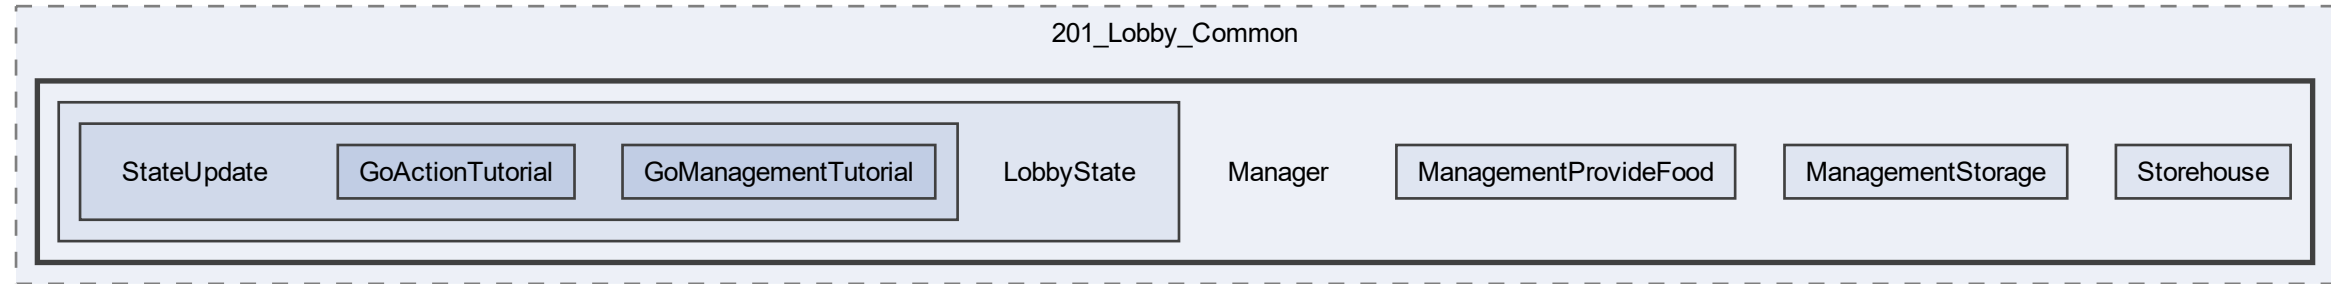 201_Lobby_Common
StateUpdate GoActionTutorial GoManagementTutorial LobbyState Manager ManagementProvideFood ManagementStorage Storehouse